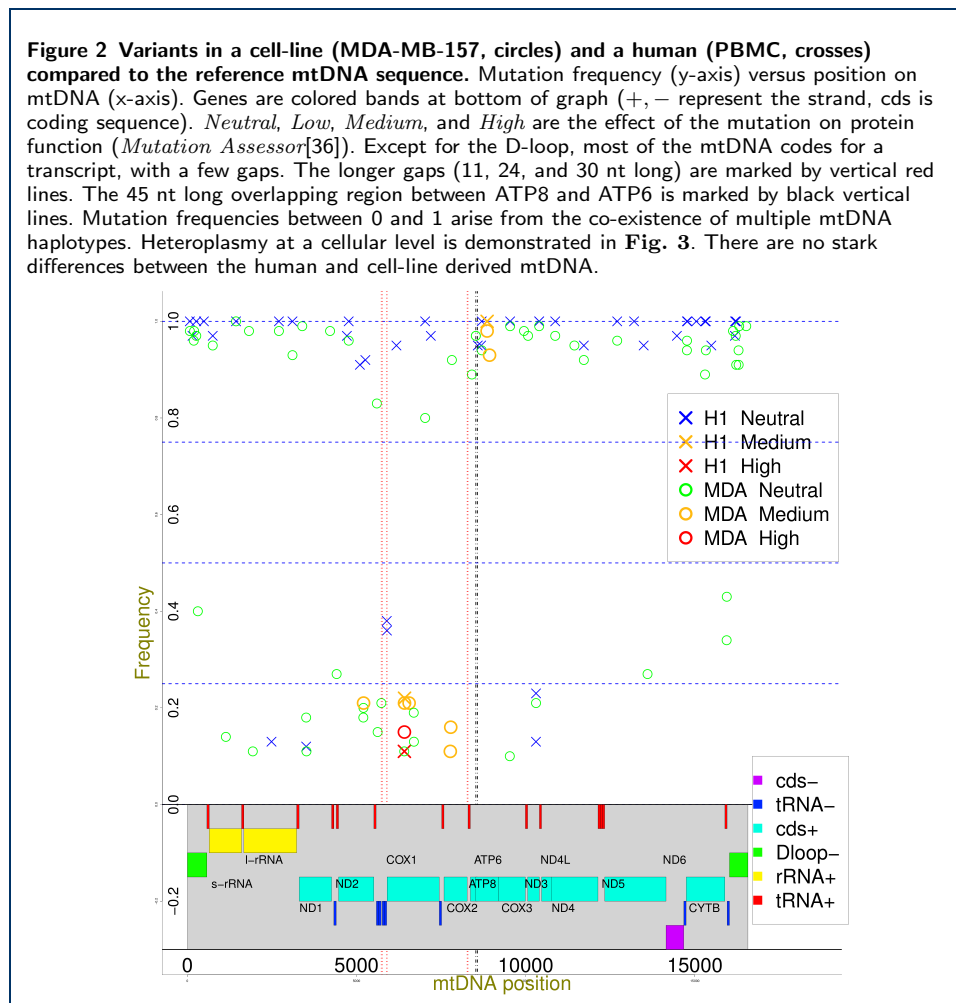 Figure 2 Variants in a cell-line (MDA-MB-157, circles) and a human (PBMC, crosses)
compared to the reference mtDNA sequence. Mutation frequency (y-axis) versus position on
mtDNA (x-axis). Genes are colored bands at bottom of graph (+, − represent the strand, cds is
coding sequence). Neutral, Low, Medium, and High are the effect of the mutation on protein
function (Mutation Assessor[36]). Except for the D-loop, most of the mtDNA codes for a
transcript, with a few gaps. The longer gaps (11, 24, and 30 nt long) are marked by vertical red
lines. The 45 nt long overlapping region between ATP8 and ATP6 is marked by black vertical
lines. Mutation frequencies between 0 and 1 arise from the co-existence of multiple mtDNA
haplotypes. Heteroplasmy at a cellular level is demonstrated in Fig. 3. There are no stark
differences between the human and cell-line derived mtDNA.
1.0
0.8
0.6
0.4
0.2
0.0
−0.2
Frequency
H1 Neutral
H1 Medium
H1 High
MDA Neutral
MDA Medium
MDA High
cds−
tRNA−
cds+
Dloop−
rRNA+
tRNA+
l-rRNA COX1 ATP6 ND4L ND6
s-rRNA ND2 ATP8 ND3 ND5
ND1 COX2 COX3 ND4 CYTB
0 5000 10000 15000
mtDNA position